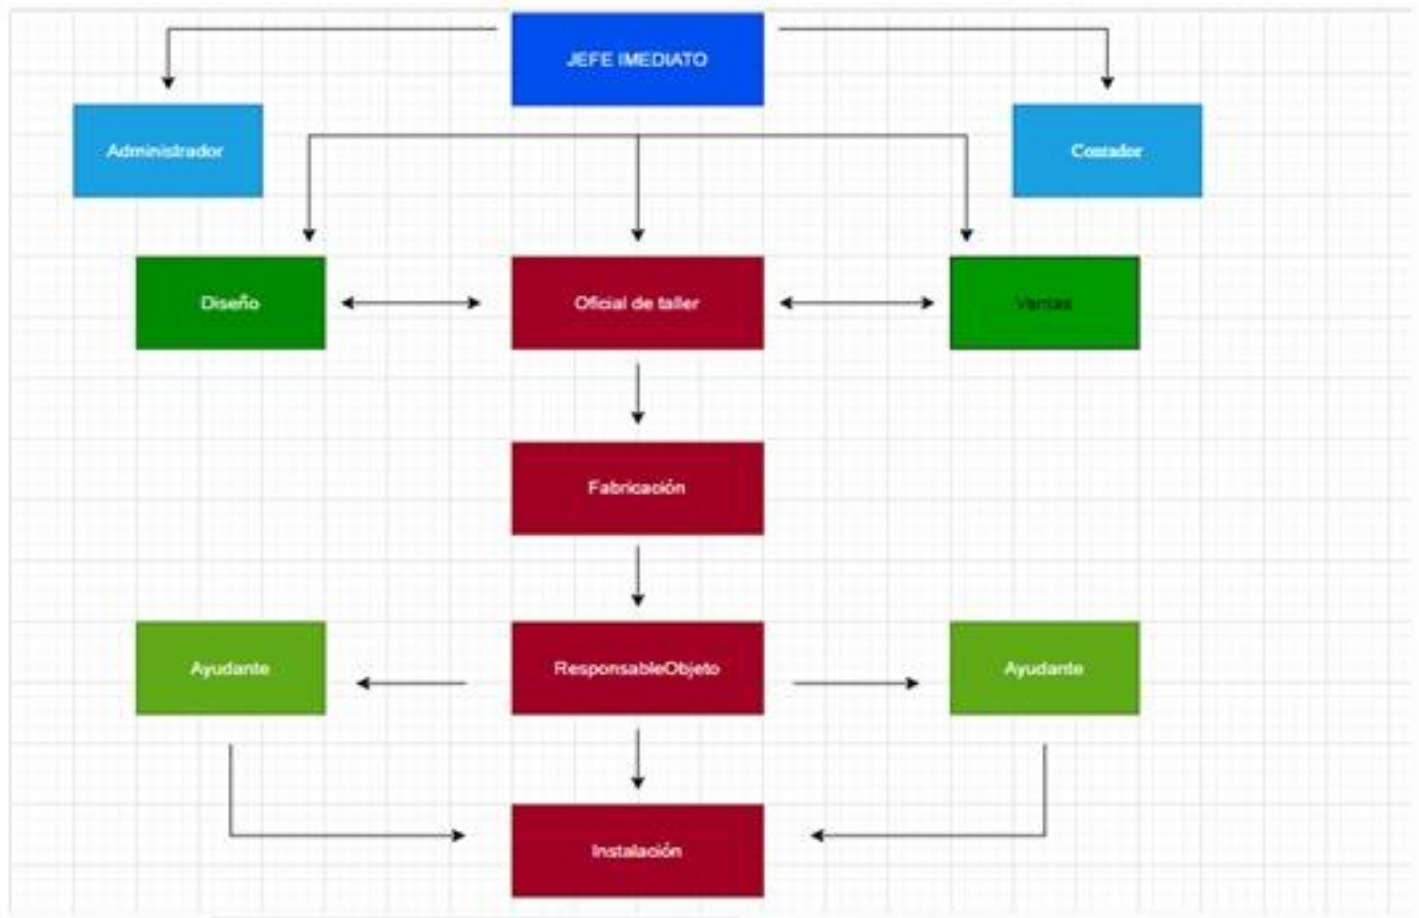 JEFE IMEDIATO
Administrador
Contador
Diseño
Oficial de taller
Ventas
Fabricación
Ayudante
ResponsableObjeto
Ayudante
Instalación